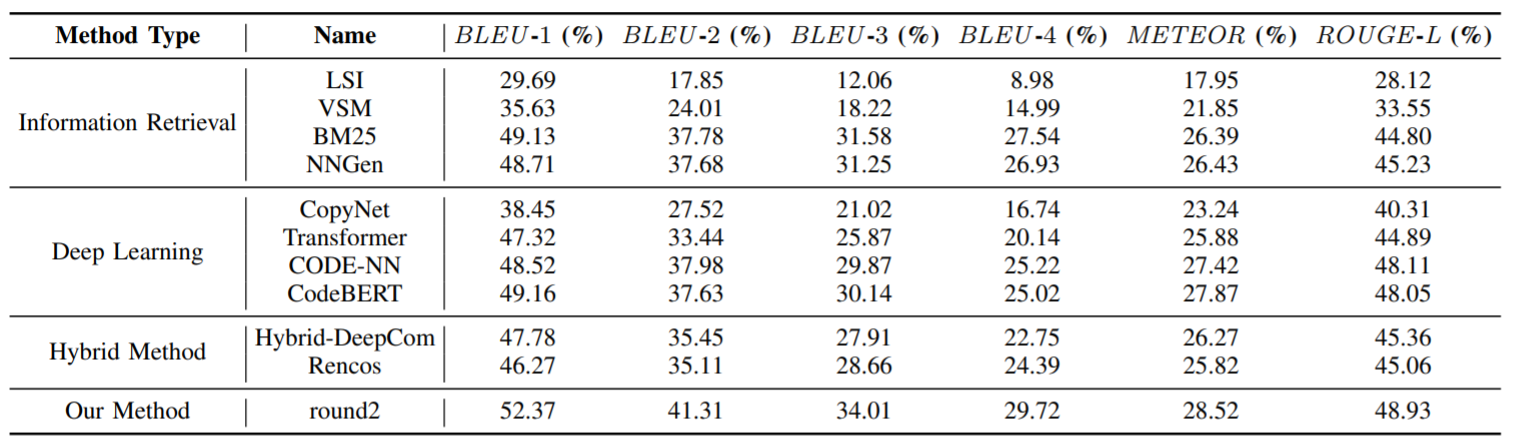 Method Type Name BLEU-1 (%) BLEU-2 (%) BLEU-3 (%) BLEU-4 (%) METEOR (%) ROUGE-L (%)
Information Retrieval
LSI 29.69 17.85 12.06 8.98 17.95 28.12
VSM 35.63 24.01 18.22 14.99 21.85 33.55
BM25 49.13 37.78 31.58 27.54 26.39 44.80
NNGen 48.71 37.68 31.25 26.93 26.43 45.23
Deep Learning
CopyNet 38.45 27.52 21.02 16.74 23.24 40.31
Transformer 47.32 33.44 25.87 20.14 25.88 44.89
CODE-NN 48.52 37.98 29.87 25.22 27.42 48.11
CodeBERT 49.16 37.63 30.14 25.02 27.87 48.05
Hybrid Method
Hybrid-DeepCom 47.78 35.45 27.91 22.75 26.27 45.36
Rencos 46.27 35.11 28.66 24.39 25.82 45.06
Our Method round2 52.37 41.31 34.01 29.72 28.52 48.93